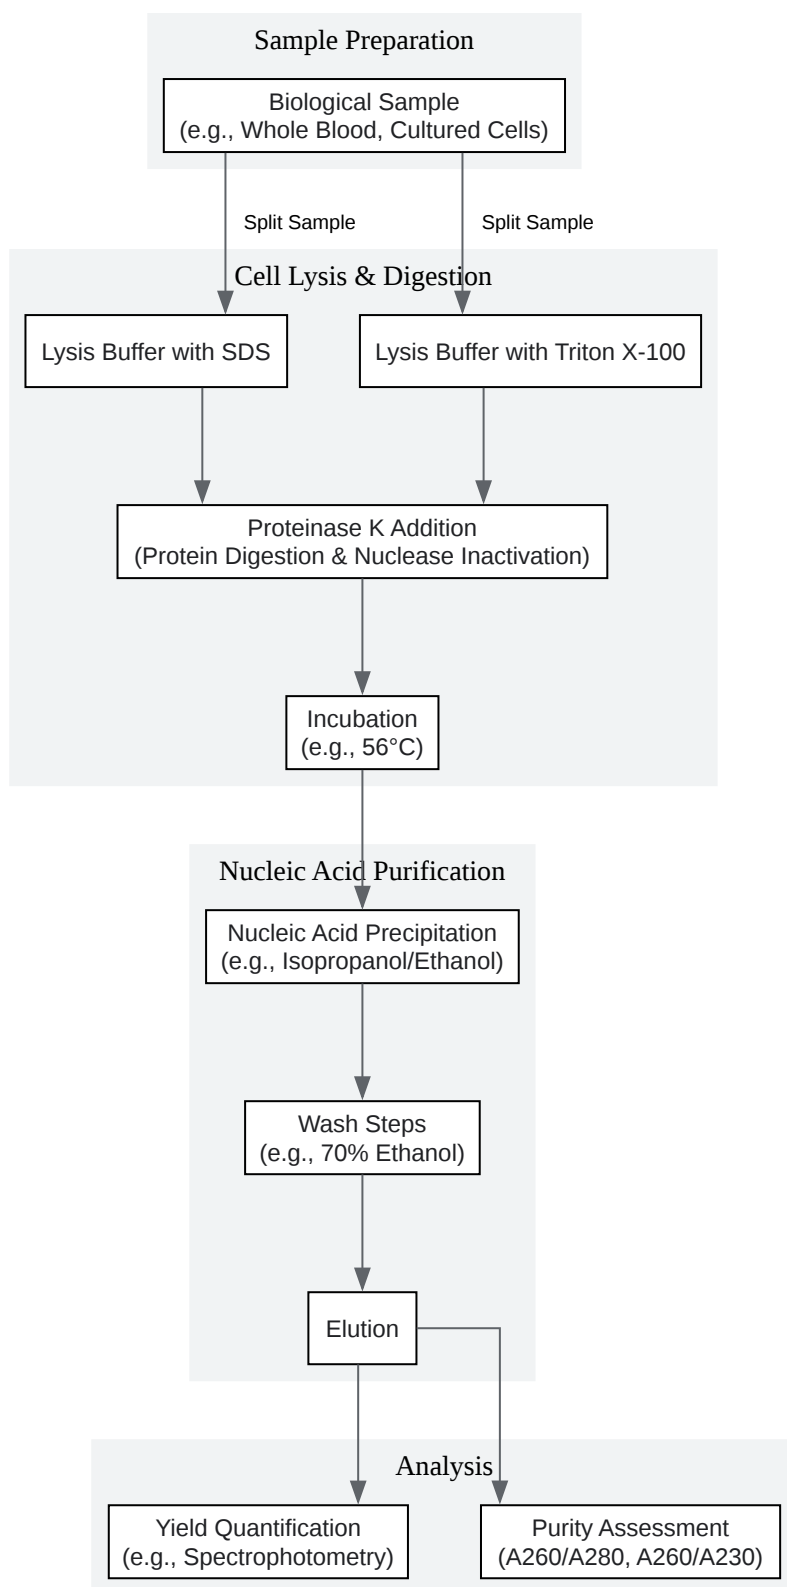 Sample Preparation
Biological Sample
(e.g., Whole Blood, Cultured Cells)
Split Sample
Split Sample
Cell Lysis & Digestion
Lysis Buffer with SDS
Lysis Buffer with Triton X-100
Proteinase K Addition
(Protein Digestion & Nuclease Inactivation)
Incubation
(e.g., 56°C)
Nucleic Acid Purification
Nucleic Acid Precipitation
(e.g., Isopropanol/Ethanol)
Wash Steps
(e.g., 70% Ethanol)
Elution
Analysis
Yield Quantification
(e.g., Spectrophotometry)
Purity Assessment
(A260/A280, A260/A230)